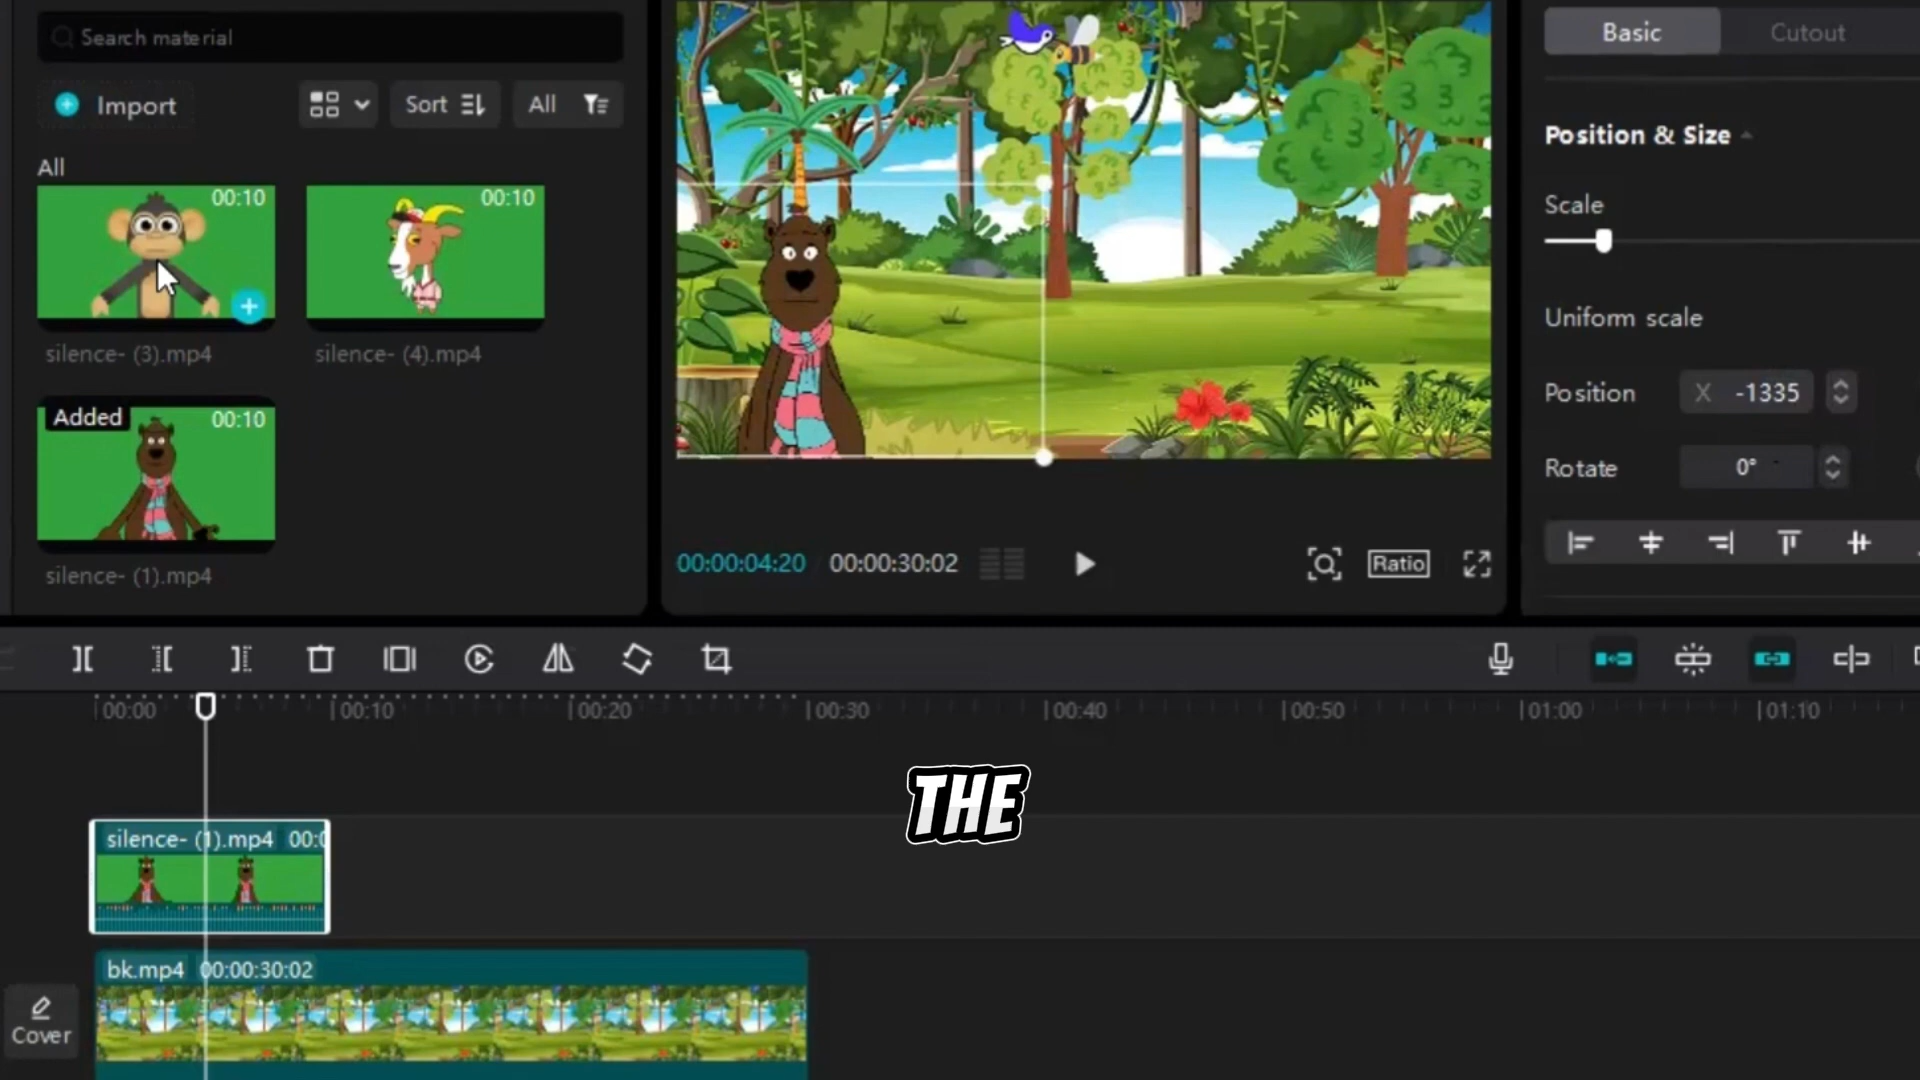 Search material
Import
Sort
All
All
00:10
00:10
silence- (3).mp4
silence- (4).mp4
Added
00:10
silence- (1).mp4
00:00:04:20
00:00:30:02
Ratio
Basic
Cutout
Position & Size
Scale
Uniform scale
Position
X -1335
Rotate
0°
00:00
00:10
00:20
00:30
00:40
00:50
01:00
01:10
THE
silence- (1).mp4 00:0
bk.mp4 00:00:30:02
Cover